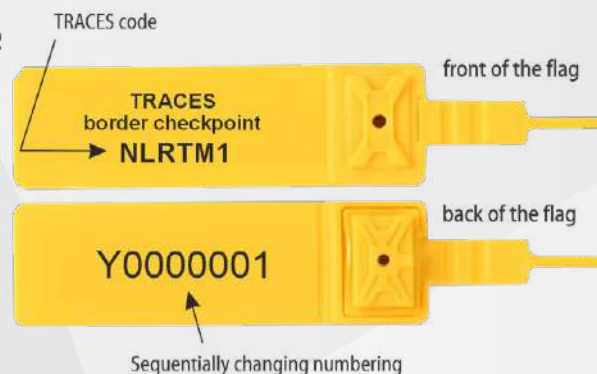 TRACES code
TRACES
border checkpoint
NLRTM1
front of the flag
Y0000001
back of the flag
Sequentially changing numbering